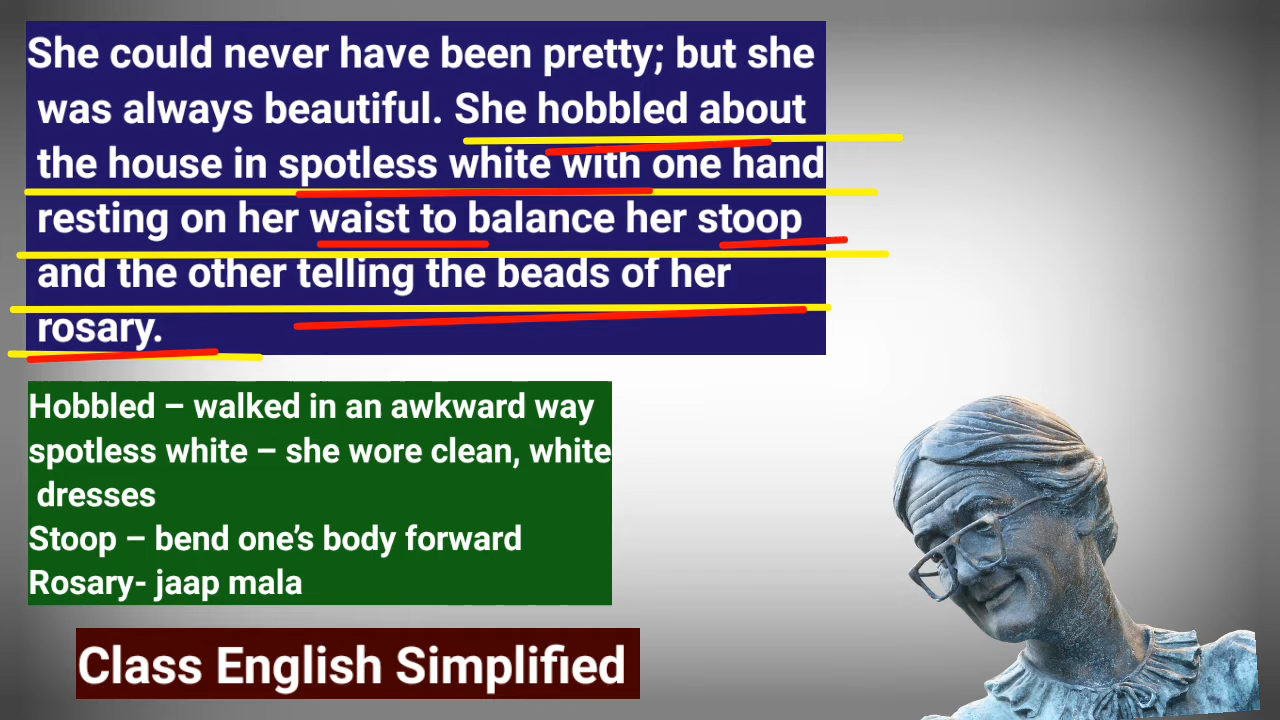 She could never have been pretty; but she
was always beautiful. She hobbled about
the house in spotless white with one hand
resting on her waist to balance her stoop
and the other telling the beads of her
rosary.
Hobbled – walked in an awkward way
spotless white – she wore clean, white
dresses
Stoop – bend one’s body forward
Rosary- jaap mala
Class English Simplified